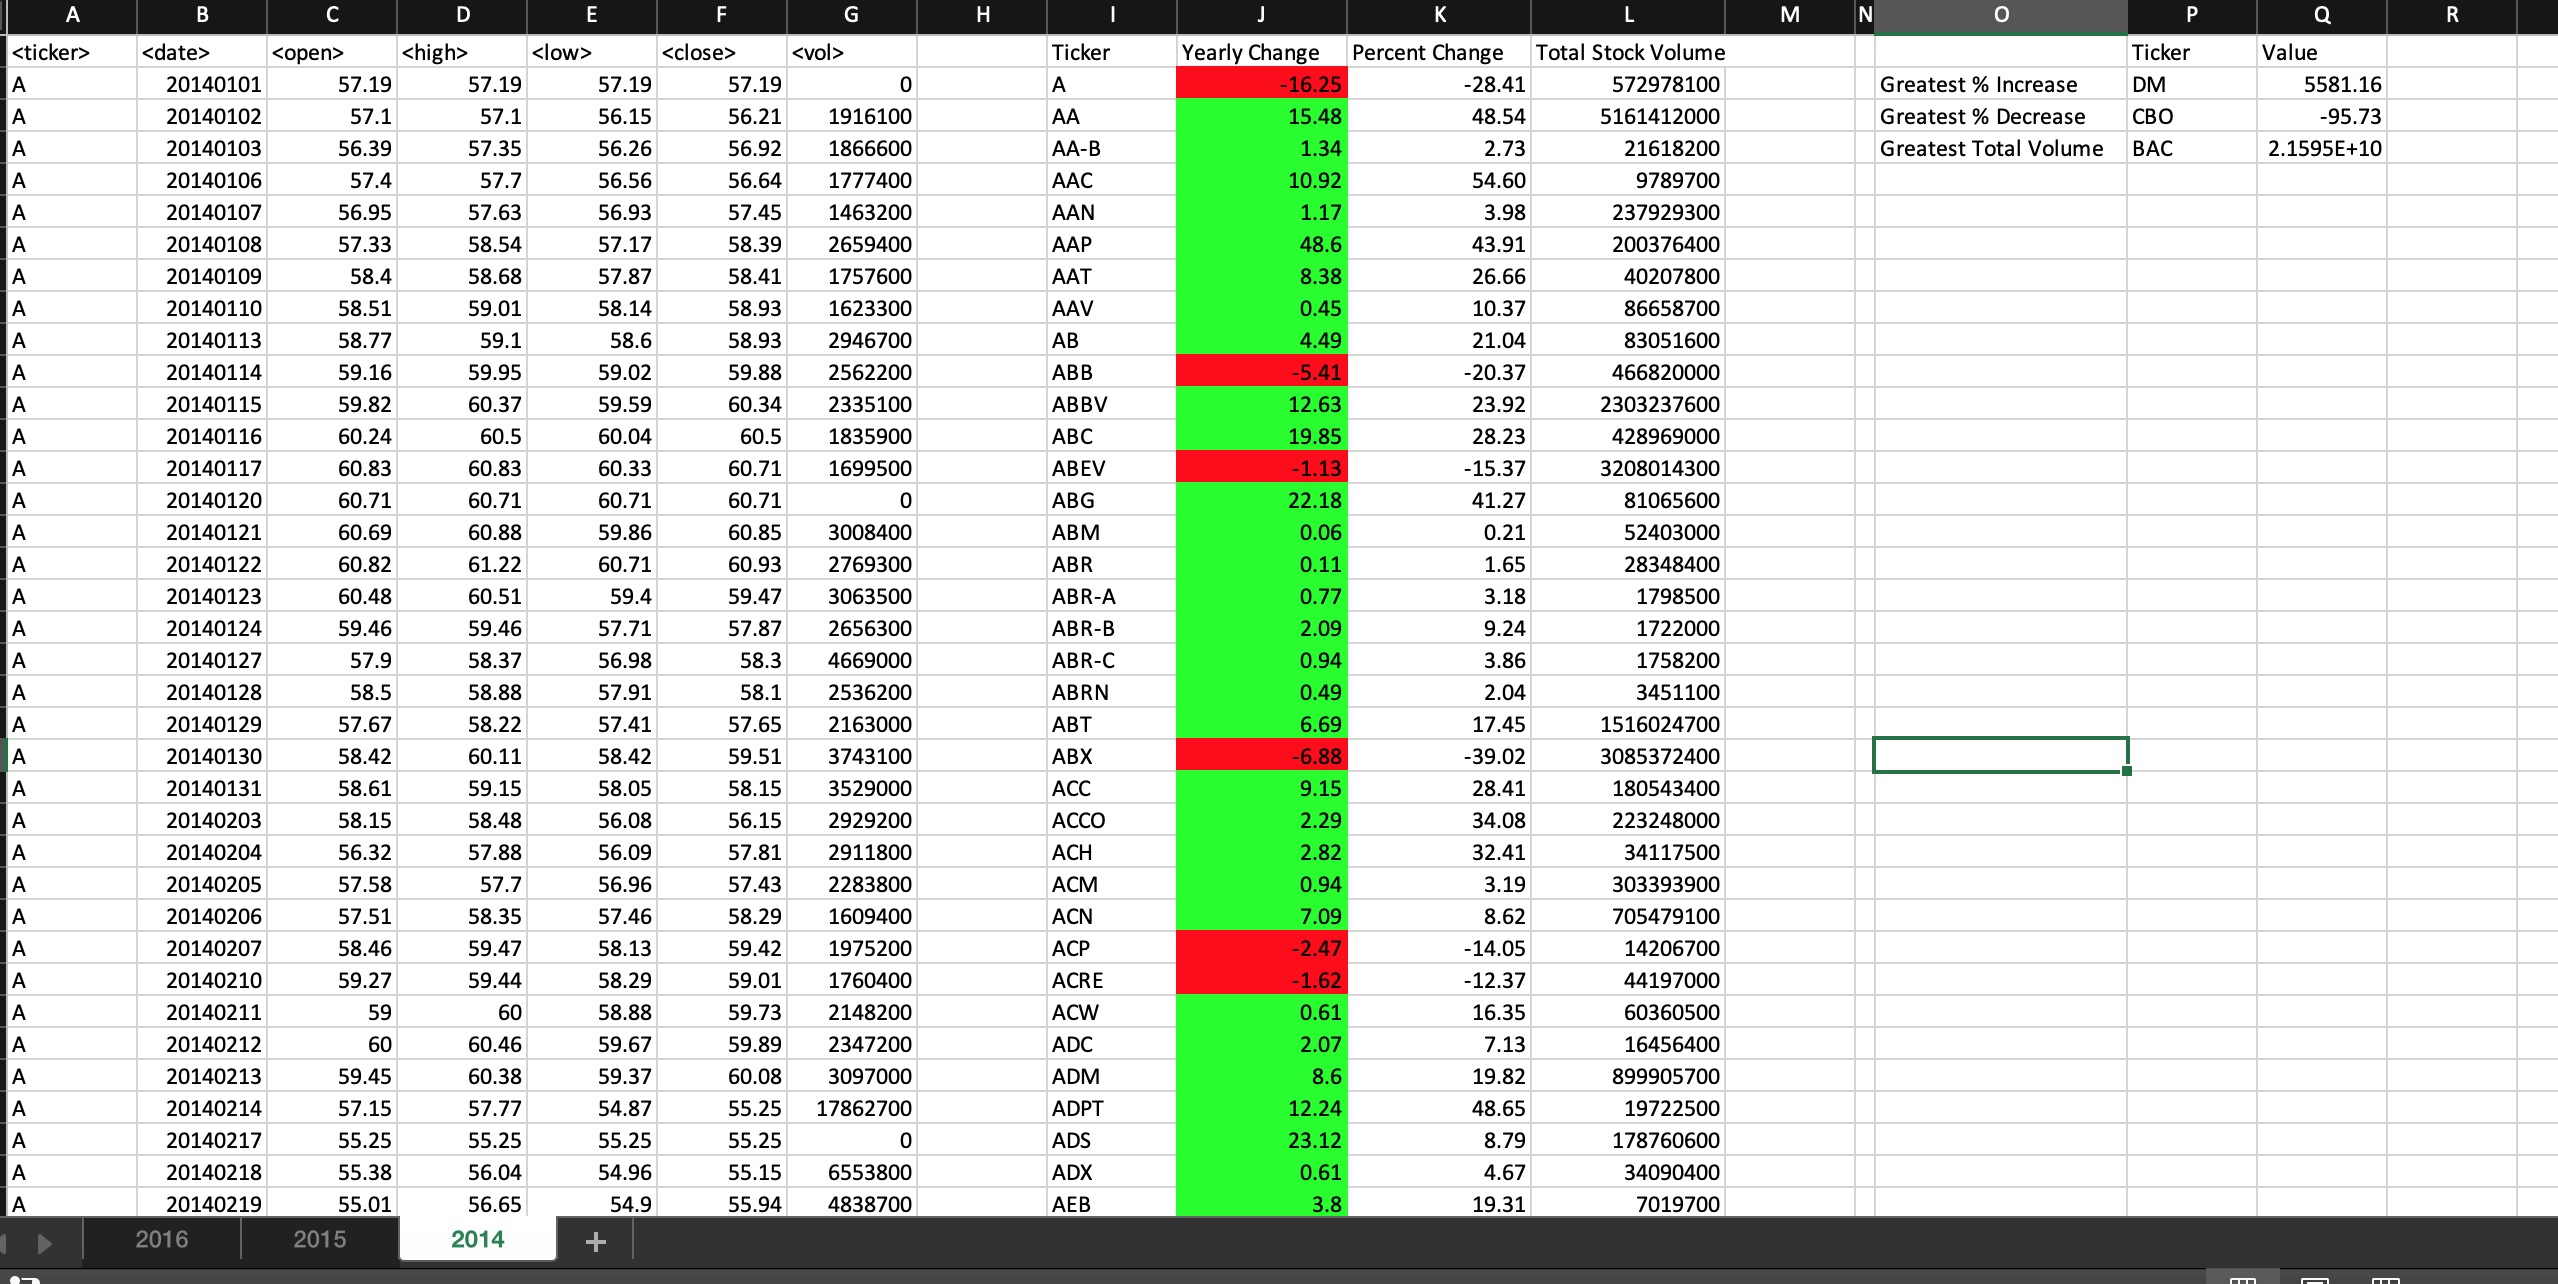 A B C D E F G H I J K L M N O P Q R
<ticker> <date> <open> <high> <low> <close> <vol> Ticker Yearly Change Percent Change Total Stock Volume Ticker Value
A 20140101 57.19 57.19 57.19 57.19 0 A -16.25 -28.41 572978100 Greatest % Increase DM 5581.16
A 20140102 57.1 57.1 56.15 56.21 1916100 AA 15.48 48.54 5161412000 Greatest % Decrease CBO -95.73
A 20140103 56.39 57.35 56.26 56.92 1866600 AA-B 1.34 2.73 21618200 Greatest Total Volume BAC 2.1595E+10
A 20140106 57.4 57.7 56.56 56.64 1777400 AAC 10.92 54.60 9789700
A 20140107 56.95 57.63 56.93 57.45 1463200 AAN 1.17 3.98 237929300
A 20140108 57.33 58.54 57.17 58.39 2659400 AAP 48.6 43.91 200376400
A 20140109 58.4 58.68 57.87 58.41 1757600 AAT 8.38 26.66 40207800
A 20140110 58.51 59.01 58.14 58.93 1623300 AAV 0.45 10.37 86658700
A 20140113 58.77 59.1 58.6 58.93 2946700 AB 4.49 21.04 83051600
A 20140114 59.16 59.95 59.02 59.88 2562200 ABB -5.41 -20.37 466820000
A 20140115 59.82 60.37 59.59 60.34 2335100 ABBV 12.63 23.92 2303237600
A 20140116 60.24 60.5 60.04 60.5 1835900 ABC 19.85 28.23 428969000
A 20140117 60.83 60.83 60.33 60.71 1699500 ABEV -1.13 -15.37 3208014300
A 20140120 60.71 60.71 60.71 60.71 0 ABG 22.18 41.27 81065600
A 20140121 60.69 60.88 59.86 60.85 3008400 ABM 0.06 0.21 52403000
A 20140122 60.82 61.22 60.71 60.93 2769300 ABR 0.11 1.65 28348400
A 20140123 60.48 60.51 59.4 59.47 3063500 ABR-A 0.77 3.18 1798500
A 20140124 59.46 59.46 57.71 57.87 2656300 ABR-B 2.09 9.24 1722000
A 20140127 57.9 58.37 56.98 58.3 4669000 ABR-C 0.94 3.86 1758200
A 20140128 58.5 58.88 57.91 58.1 2536200 ABRN 0.49 2.04 3451100
A 20140129 57.67 58.22 57.41 57.65 2163000 ABT 6.69 17.45 1516024700
A 20140130 58.42 60.11 58.42 59.51 3743100 ABX -6.88 -39.02 3085372400
A 20140131 58.61 59.15 58.05 58.15 3529000 ACC 9.15 28.41 180543400
A 20140203 58.15 58.48 56.08 56.15 2929200 ACCO 2.29 34.08 223248000
A 20140204 56.32 57.88 56.09 57.81 2911800 ACH 2.82 32.41 34117500
A 20140205 57.58 57.7 56.96 57.43 2283800 ACM 0.94 3.19 303393900
A 20140206 57.51 58.35 57.46 58.29 1609400 ACN 7.09 8.62 705479100
A 20140207 58.46 59.47 58.13 59.42 1975200 ACP -2.47 -14.05 14206700
A 20140210 59.27 59.44 58.29 59.01 1760400 ACRE -1.62 -12.37 44197000
A 20140211 59 60 58.88 59.73 2148200 ACW 0.61 16.35 60360500
A 20140212 60 60.46 59.67 59.89 2347200 ADC 2.07 7.13 16456400
A 20140213 59.45 60.38 59.37 60.08 3097000 ADM 8.6 19.82 899905700
A 20140214 57.15 57.77 54.87 55.25 17862700 ADPT 12.24 48.65 19722500
A 20140217 55.25 55.25 55.25 55.25 0 ADS 23.12 8.79 178760600
A 20140218 55.38 56.04 54.96 55.15 6553800 ADX 0.61 4.67 34090400
A 20140219 55.01 56.65 54.9 55.94 4838700 AEB 3.8 19.31 7019700
2016 2015 2014 +